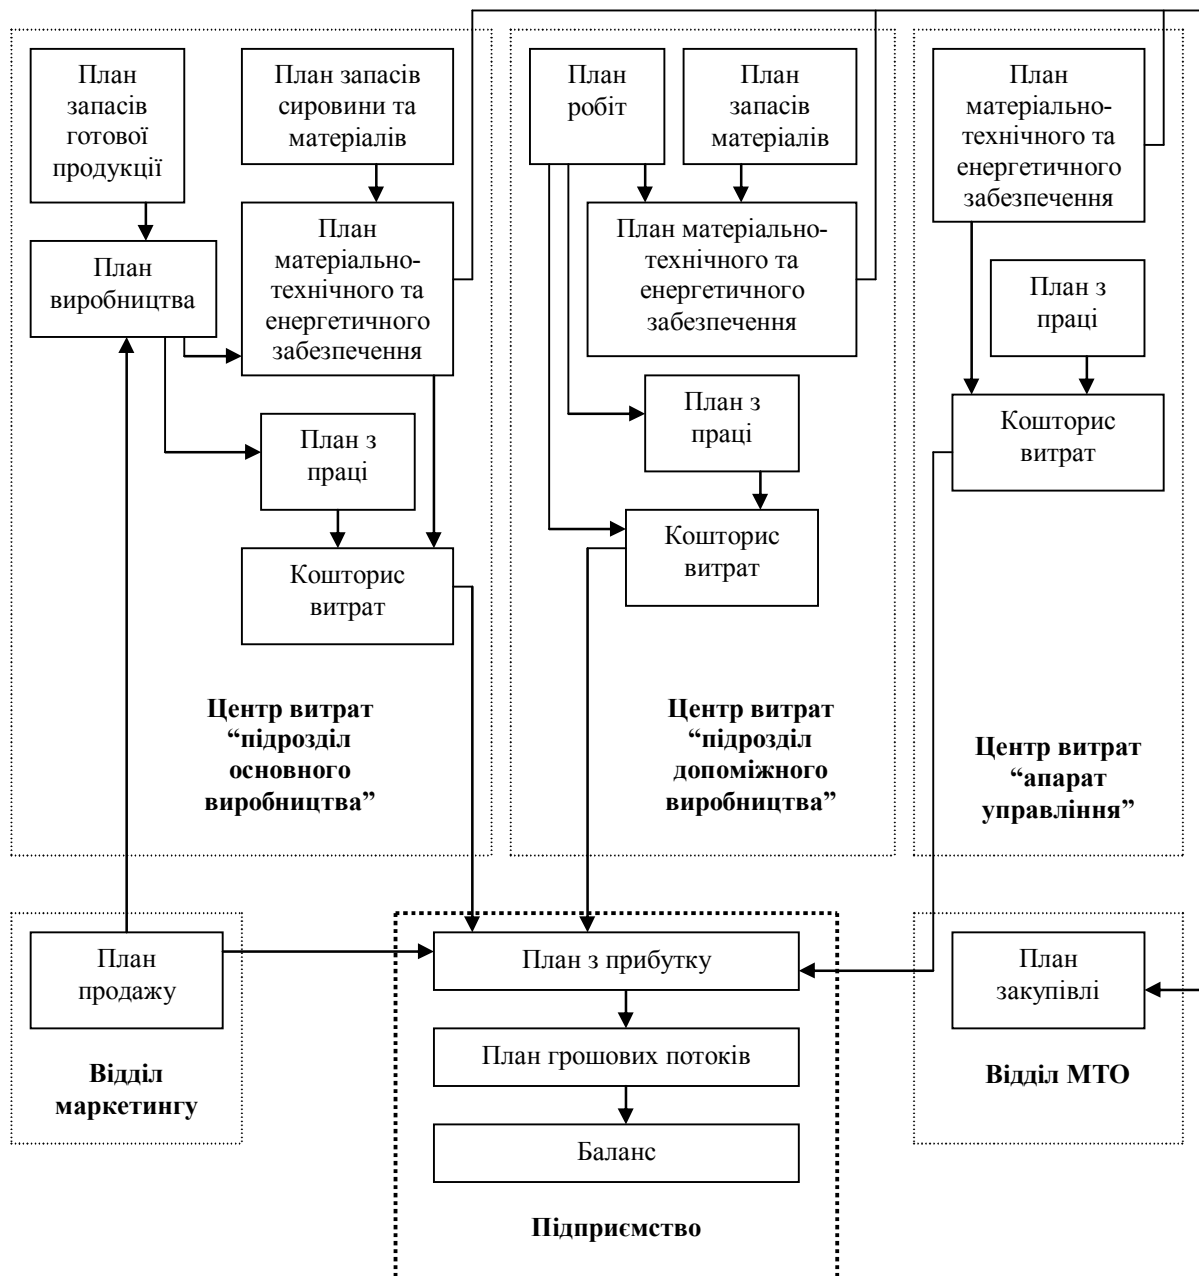 План
запасів
готової
продукції
План запасів
сировини та
матеріалів
План
виробництва
План
матеріально-
технічного та
енергетичного
забезпечення
План з
праці
Кошторис
витрат
Центр витрат
“підрозділ
основного
виробництва”
План
робіт
План
запасів
матеріалів
План матеріально-
технічного та
енергетичного
забезпечення
План з
праці
Кошторис
витрат
Центр витрат
“підрозділ
допоміжного
виробництва”
План
матеріально-
технічного та
енергетичного
забезпечення
План з
праці
Кошторис
витрат
Центр витрат
“апарат
управління”
План
продажу
Відділ
маркетингу
План з прибутку
План грошових потоків
Баланс
Підприємство
План
закупівлі
Відділ МТО